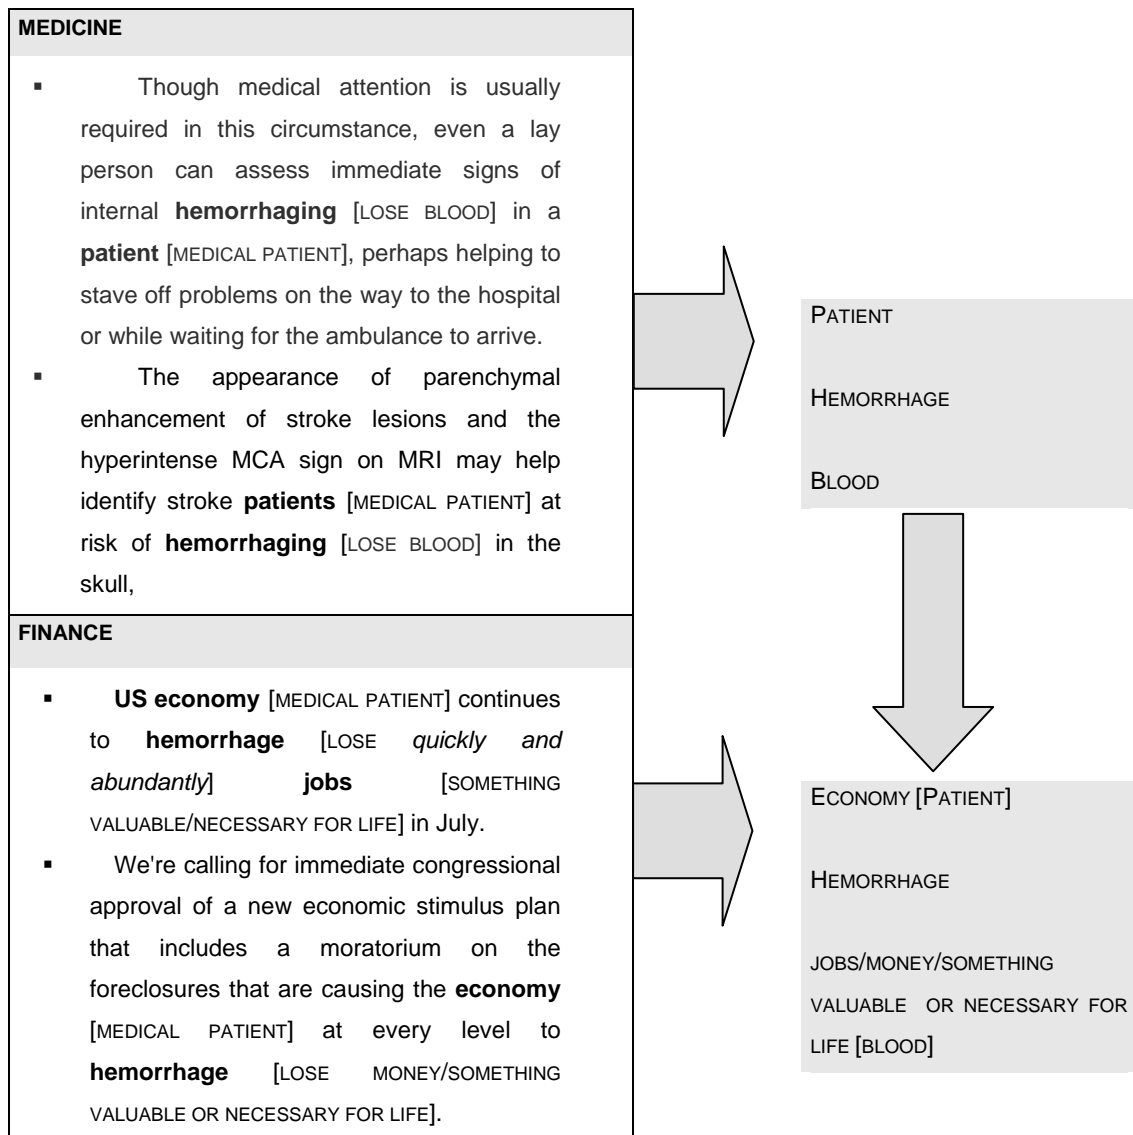 MEDICINE
▪ Though medical attention is usually
required in this circumstance, even a lay
person can assess immediate signs of
internal hemorrhaging [LOSE BLOOD] in a
patient [MEDICAL PATIENT], perhaps helping to
stave off problems on the way to the hospital
or while waiting for the ambulance to arrive.
▪ The appearance of parenchymal
enhancement of stroke lesions and the
hyperintense MCA sign on MRI may help
identify stroke patients [MEDICAL PATIENT] at
risk of hemorrhaging [LOSE BLOOD] in the
skull,
FINANCE
▪ US economy [MEDICAL PATIENT] continues
to hemorrhage [LOSE quickly and
abundantly] jobs [SOMETHING
VALUABLE/NECESSARY FOR LIFE] in July.
▪ We're calling for immediate congressional
approval of a new economic stimulus plan
that includes a moratorium on the
foreclosures that are causing the economy
[MEDICAL PATIENT] at every level to
hemorrhage [LOSE MONEY/SOMETHING
VALUABLE OR NECESSARY FOR LIFE].
PATIENT
HEMORRHAGE
BLOOD
ECONOMY [PATIENT]
HEMORRHAGE
JOBS/MONEY/SOMETHING
VALUABLE OR NECESSARY FOR
LIFE [BLOOD]